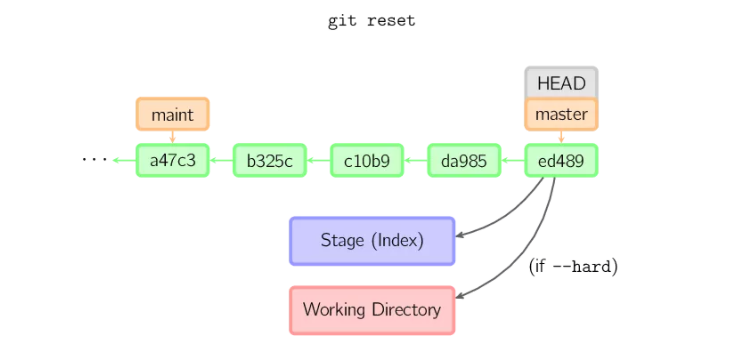 git reset
HEAD
maint
master
...
a47c3
b325c
c10b9
da985
ed489
Stage (Index)
(if --hard)
Working Directory